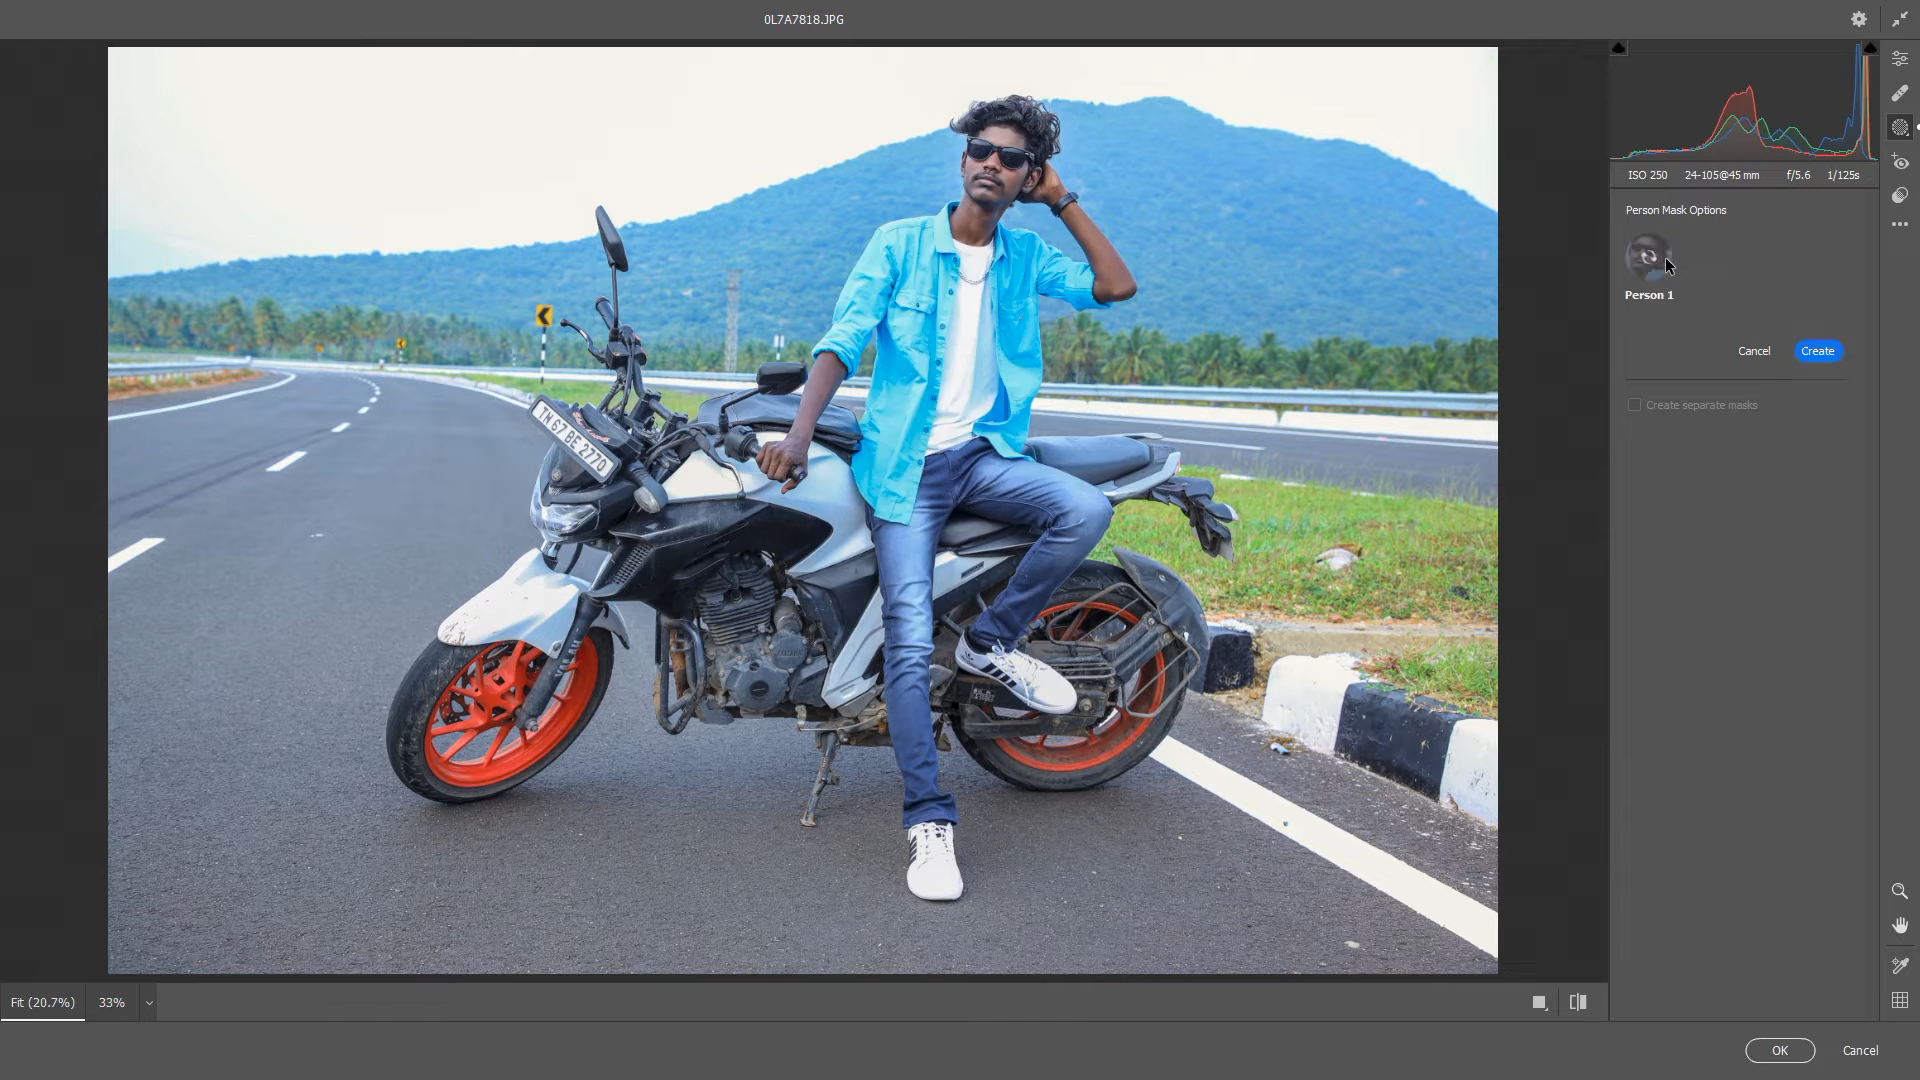 0L7A7818.JPG
ISO 250 24-105@45 mm f/5.6 1/125s
Person Mask Options
Person 1
Cancel Create
Create separate masks
TN 67 BE 2770
Fit (20.7%) 33%
OK Cancel